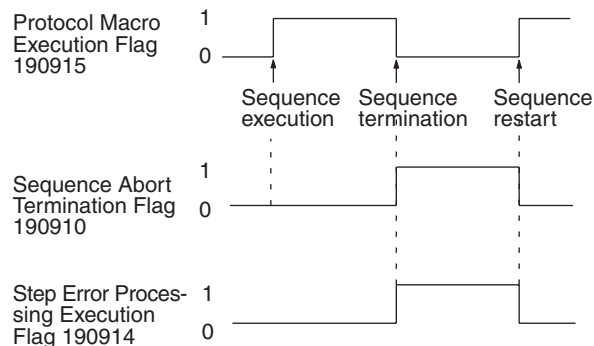 Protocol Macro
Execution Flag
190915
1
0
Sequence
execution
Sequence
termination
Sequence
restart
Sequence Abort
Termination Flag
190910
1
0
Step Error Proces-
sing Execution
Flag 190914
1
0